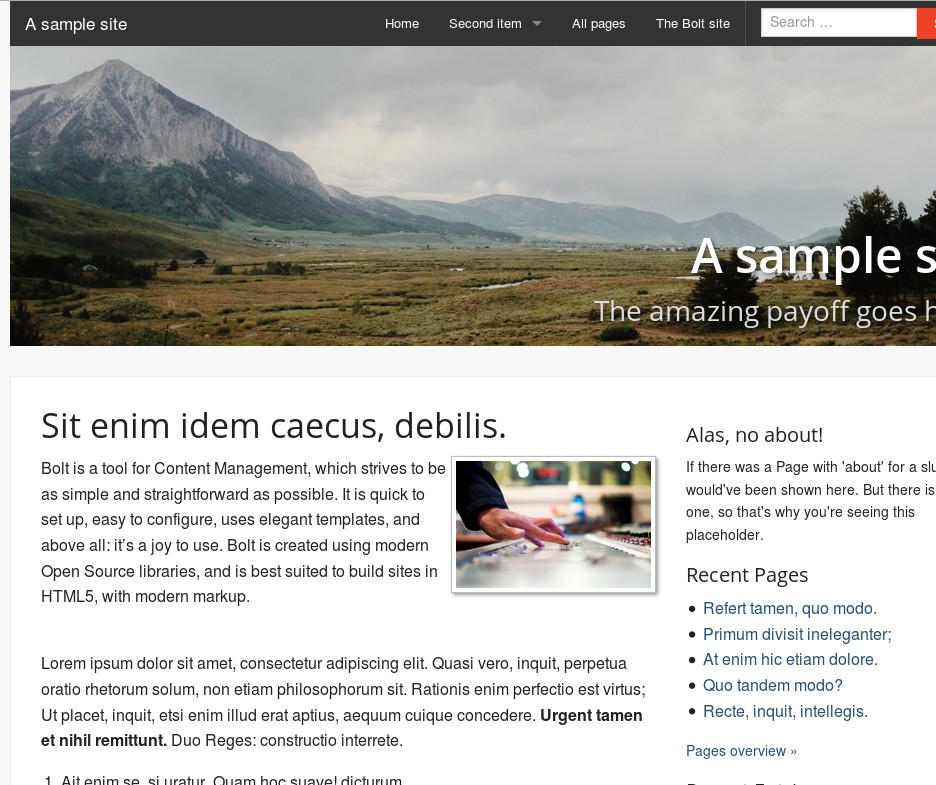 A sample site
Home
Second item
All pages
The Bolt site
Search …
A sample
The amazing payoff goes
Sit enim idem caecus, debilis.
Bolt is a tool for Content Management, which strives to be
as simple and straightforward as possible. It is quick to
set up, easy to configure, uses elegant templates, and
above all: it’s a joy to use. Bolt is created using modern
Open Source libraries, and is best suited to build sites in
HTML5, with modern markup.
Lorem ipsum dolor sit amet, consectetur adipiscing elit. Quasi vero, inquit, perpetua
oratio rhetorum solum, non etiam philosophorum sit. Rationis enim perfectio est virtus;
Ut placet, inquit, etsi enim illud erat aptius, aequum cuique concedere. Urgent tamen
et nihil remittunt. Duo Reges: constructio interrete.
1. Ait enim se, si uratur, Quam hoc suave! dicturum.
Alas, no about!
If there was a Page with 'about' for a
would've been shown here. But there is
one, so that's why you're seeing this
placeholder.
Recent Pages
Refert tamen, quo modo.
Primum divisit ineleganter;
At enim hic etiam dolore.
Quo tandem modo?
Recte, inquit, intellegis.
Pages overview »